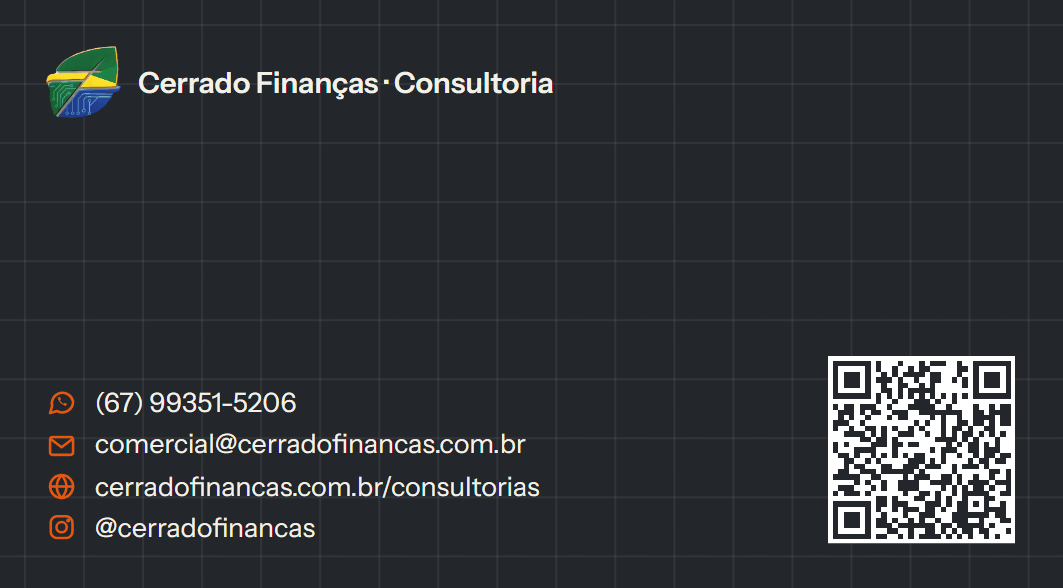 Cerrado Finanças · Consultoria
(67) 99351-5206
comercial@cerradofinancas.com.br
cerradofinancas.com.br/consultorias
@cerradofinancas